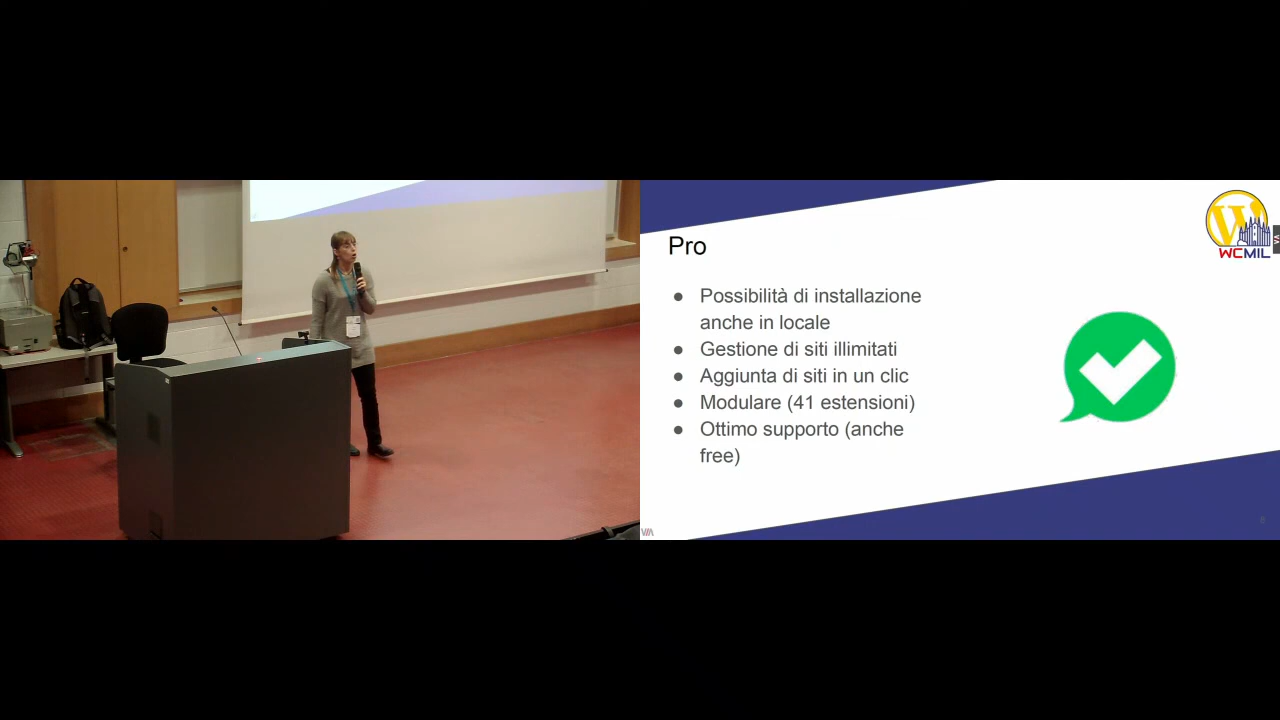 Pro
WCMIL
● Possibilità di installazione
anche in locale
● Gestione di siti illimitati
● Aggiunta di siti in un clic
● Modulare (41 estensioni)
● Ottimo supporto (anche
free)